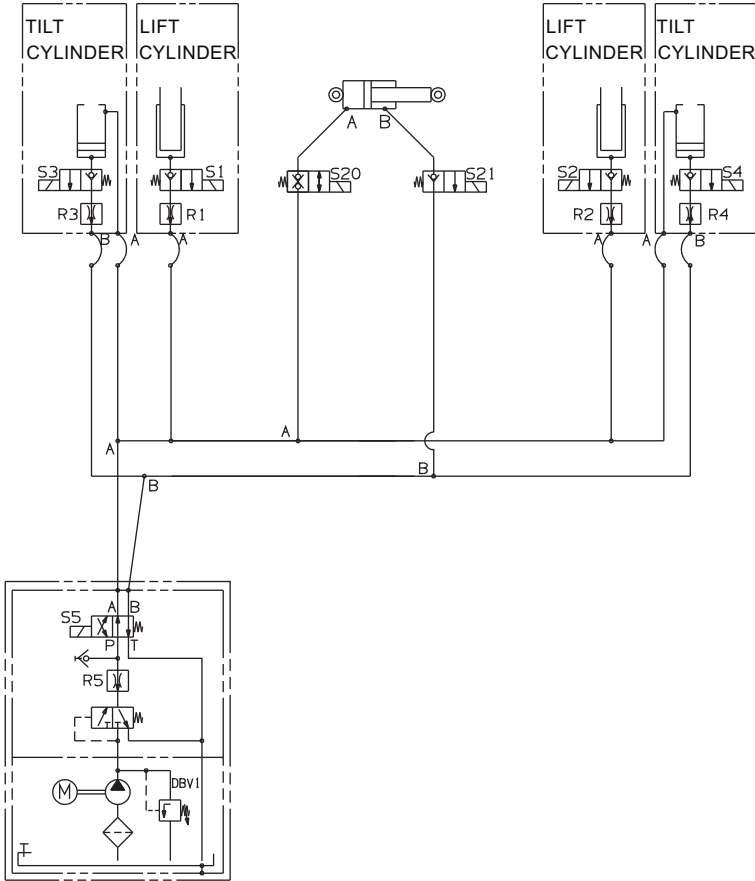 TILT
CYLINDER
LIFT
CYLINDER
LIFT
CYLINDER
TILT
CYLINDER
A B
S3
S1
S20
S21
S2
S4
R3
R1
R2
R4
B A
A
A
A
B
A
A
B
B
A B
S5
P T
R5
DBV1
M